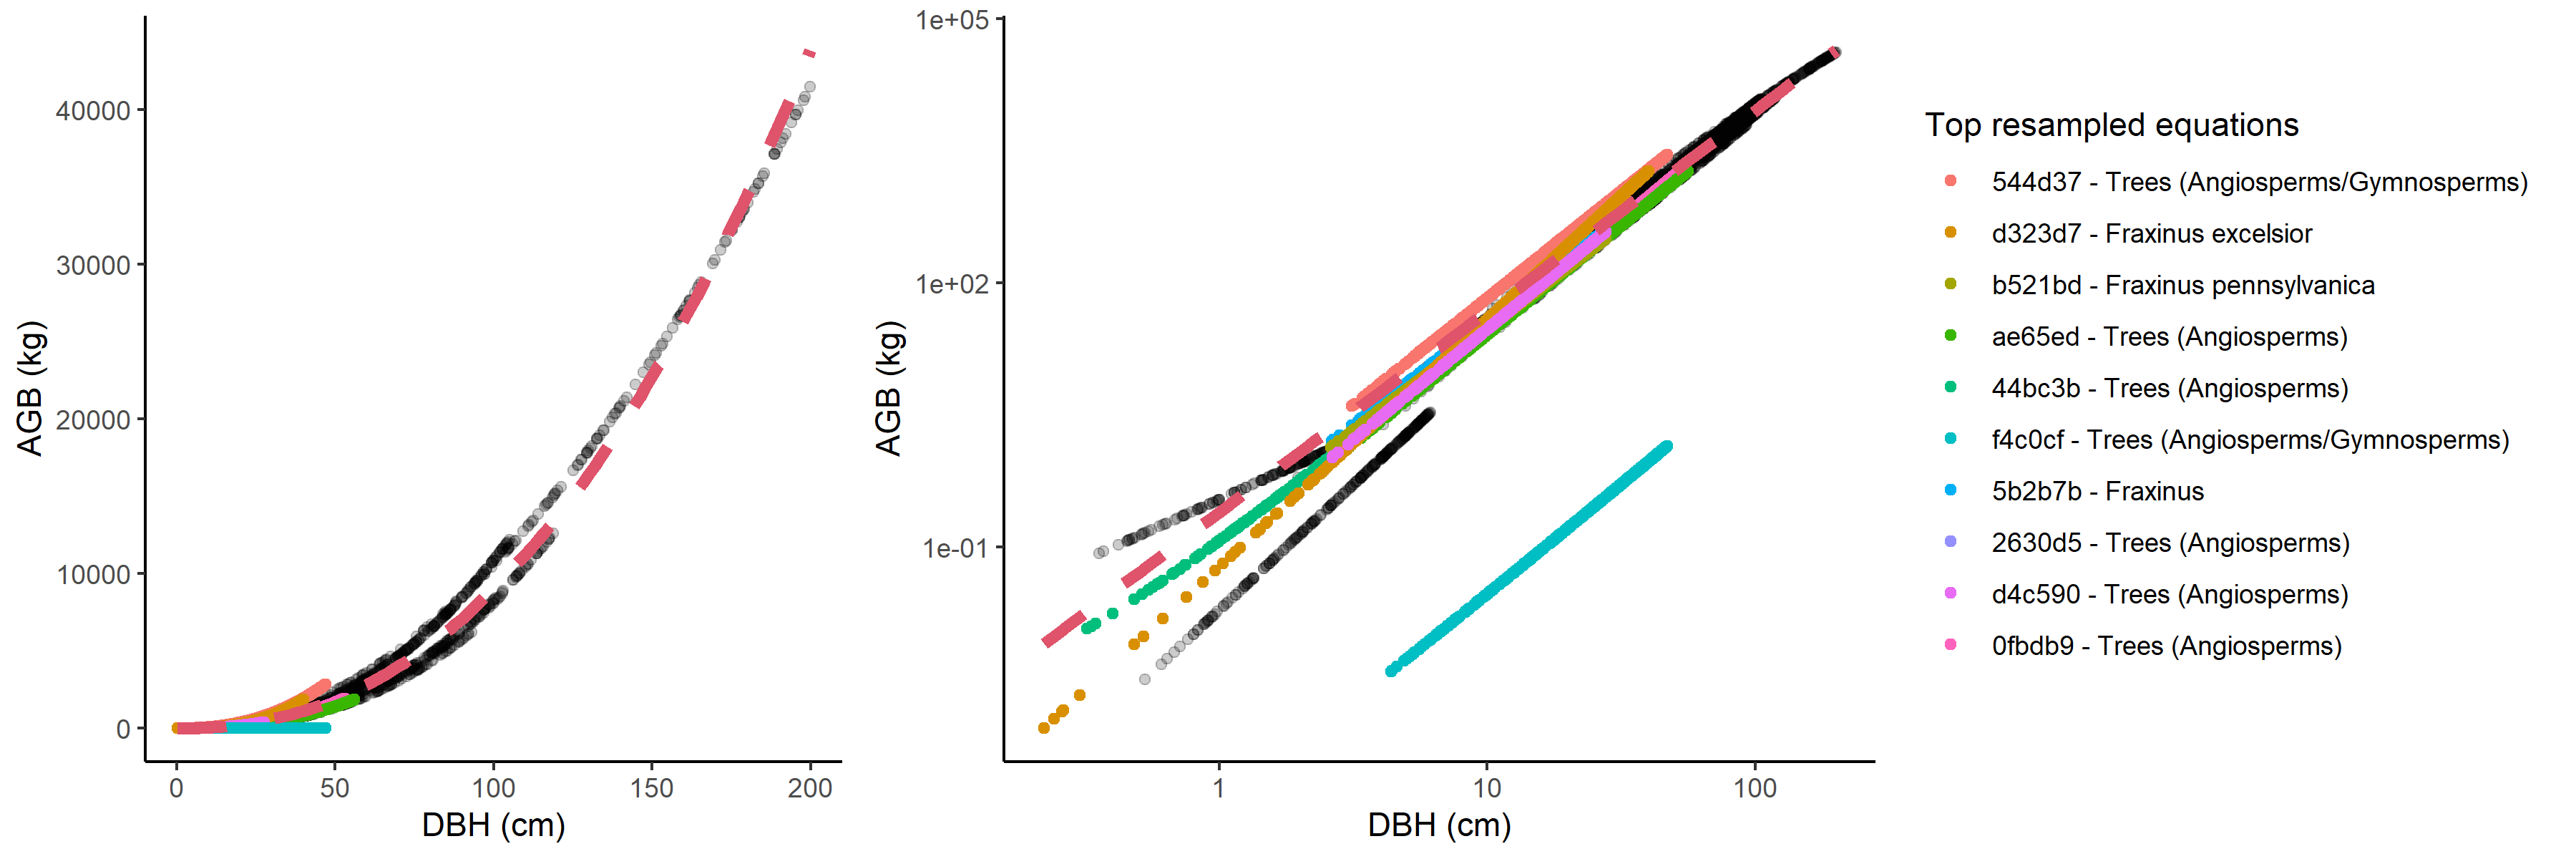 AGB (kg)
40000
30000
20000
10000
0
0 50 100 150 200
DBH (cm)
AGB (kg)
1e+05
1e+02
1e-01
1 10 100
DBH (cm)
Top resampled equations
544d37 - Trees (Angiosperms/Gymnosperms)
d323d7 - Fraxinus excelsior
b521bd - Fraxinus pennsylvanica
ae65ed - Trees (Angiosperms)
44bc3b - Trees (Angiosperms)
f4c0cf - Trees (Angiosperms/Gymnosperms)
5b2b7b - Fraxinus
2630d5 - Trees (Angiosperms)
d4c590 - Trees (Angiosperms)
0fbdb9 - Trees (Angiosperms)